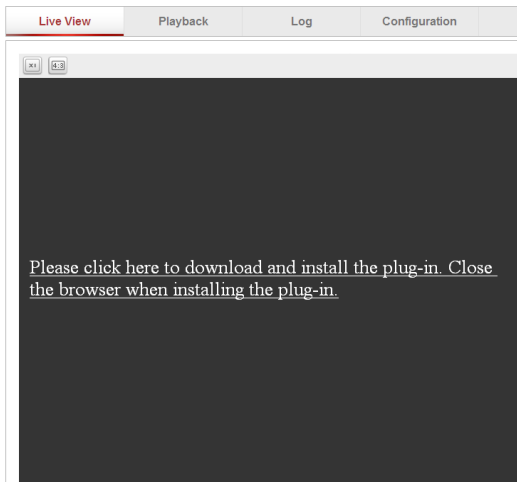 Live View Playback Log Configuration
X1 4:3
Please click here to download and install the plug-in. Close
the browser when installing the plug-in.